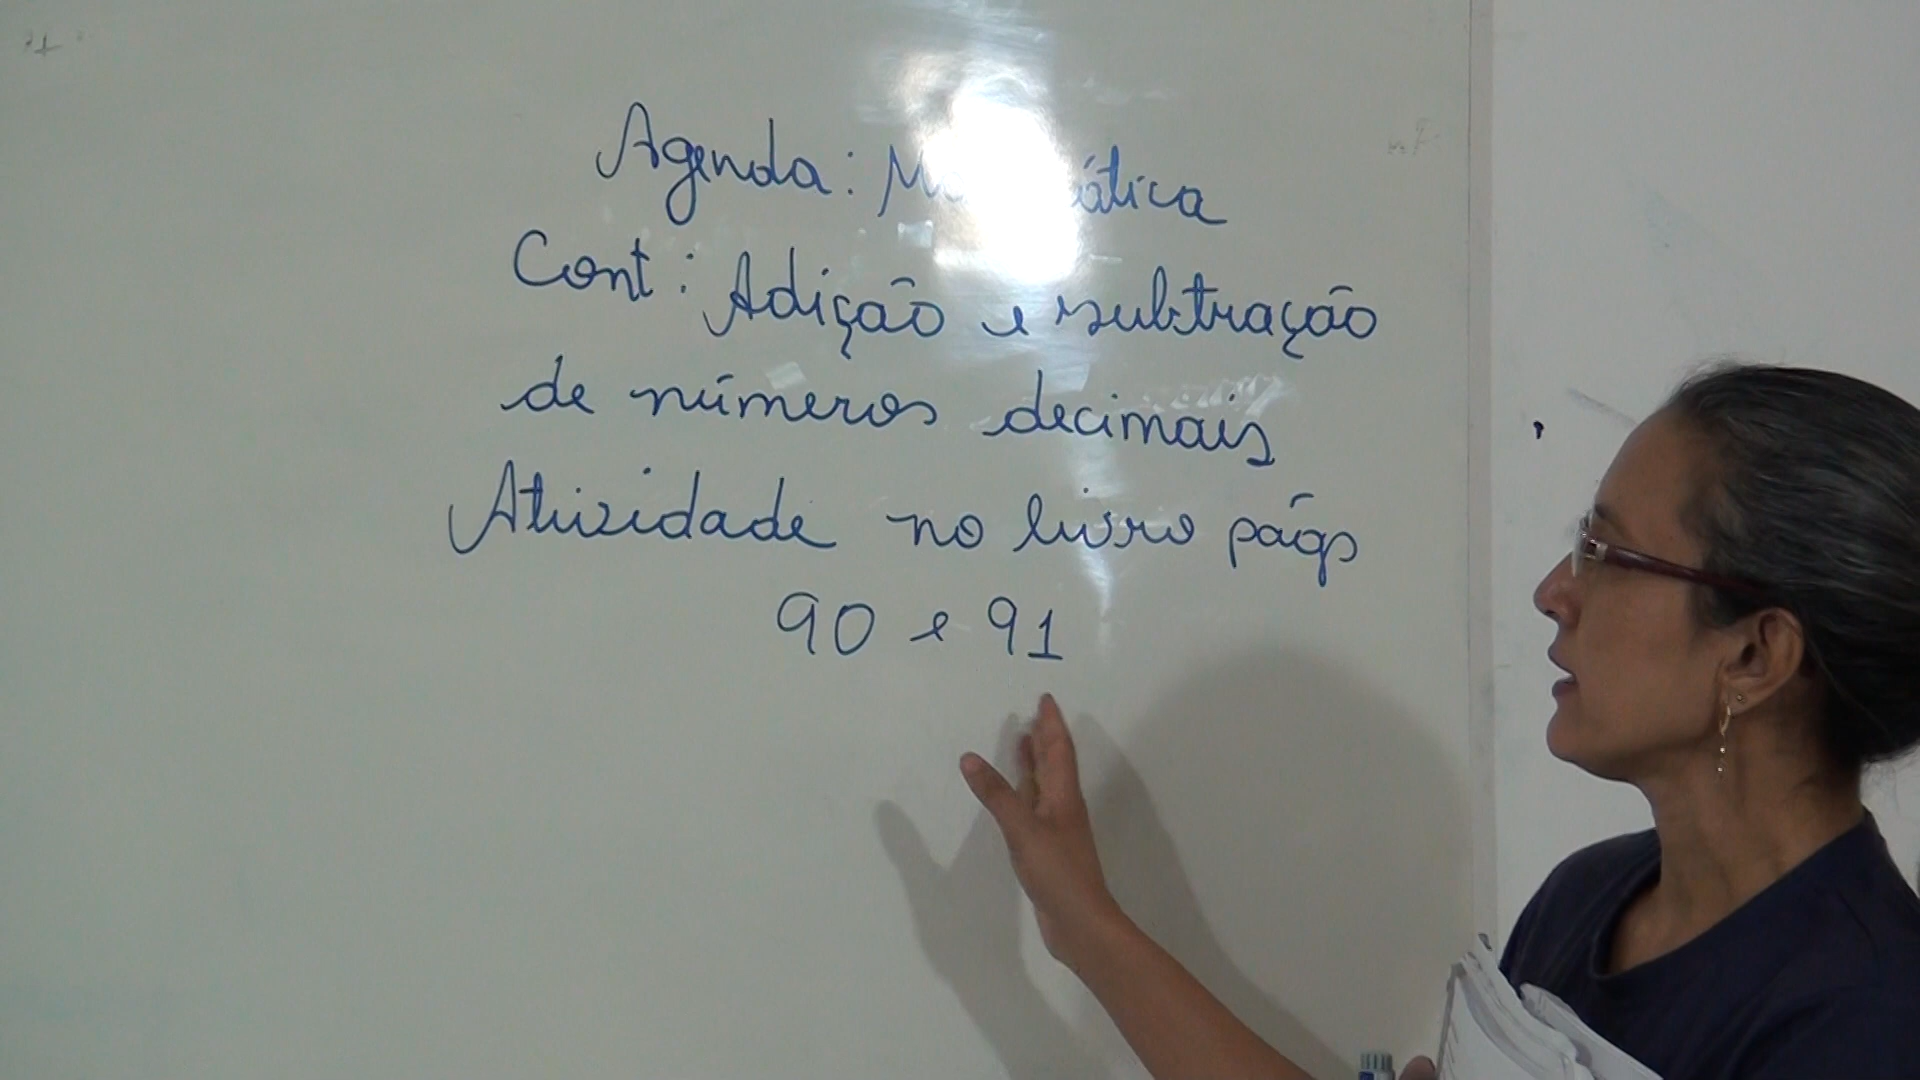 Agenda: Matemática
Cont: Adição e subtração
de números decimais
Atividade no livro págs
90 e 91